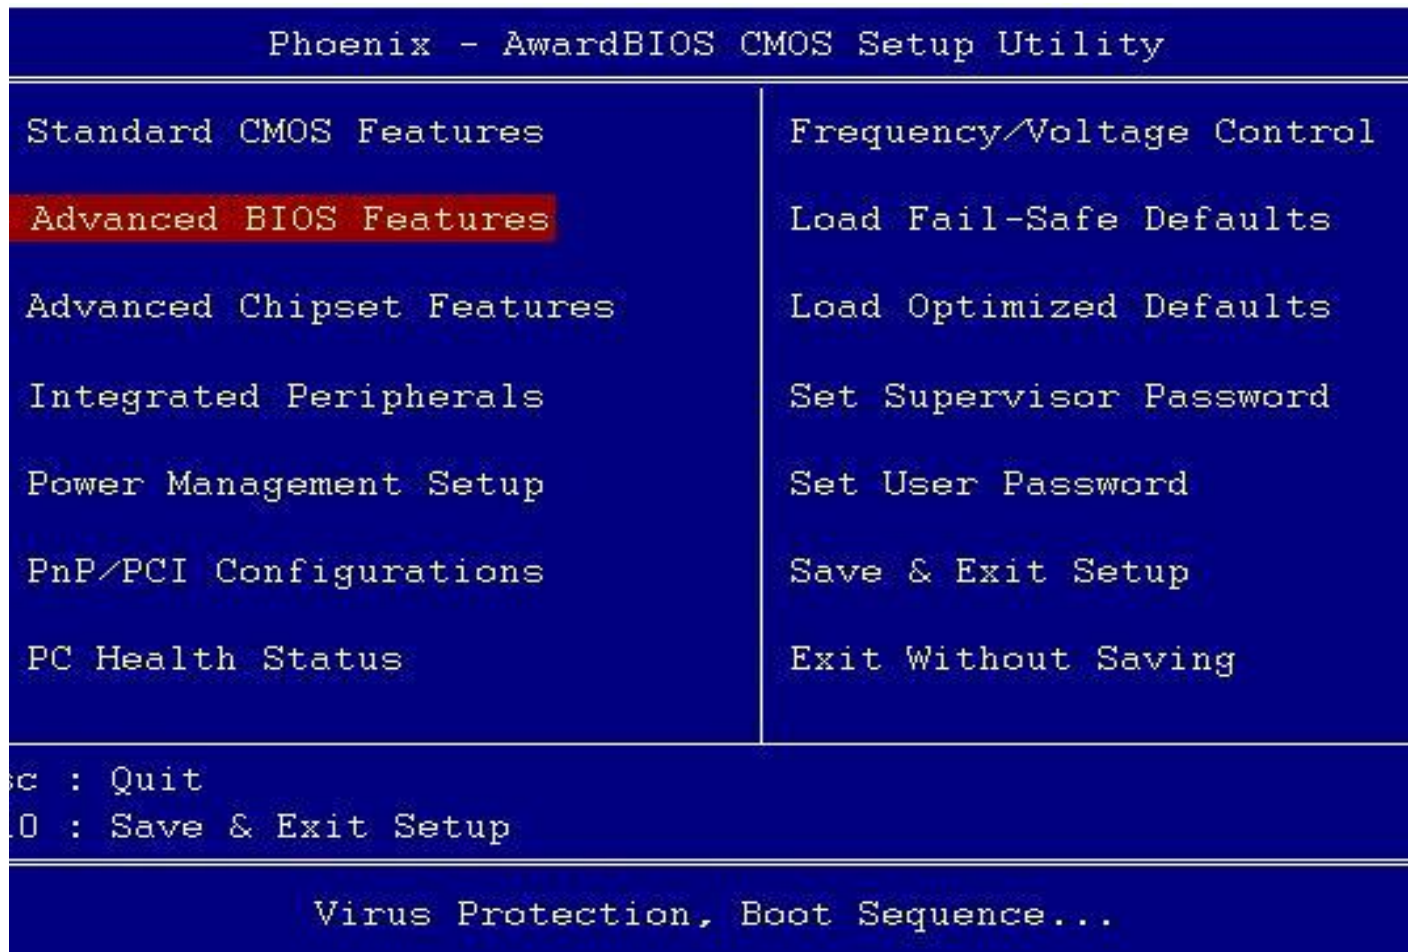 Phoenix - AwardBIOS CMOS Setup Utility
Standard CMOS Features
Advanced BIOS Features
Advanced Chipset Features
Integrated Peripherals
Power Management Setup
PnP/PCI Configurations
PC Health Status
Frequency/Voltage Control
Load Fail-Safe Defaults
Load Optimized Defaults
Set Supervisor Password
Set User Password
Save & Exit Setup
Exit Without Saving
sc : Quit
10 : Save & Exit Setup
Virus Protection, Boot Sequence...